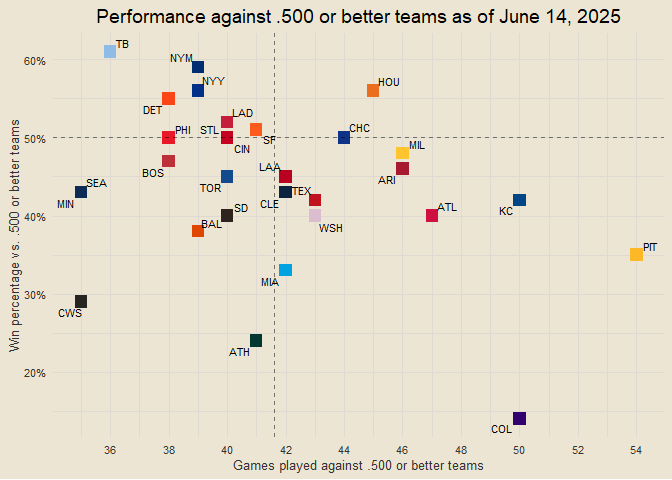 Performance against .500 or better teams as of June 14, 2025
Win percentage vs. .500 or better teams
60%
50%
40%
30%
20%
TB
NYM
NYY
HOU
DET
LAD
PHI
STL
SF
CHC
CIN
MIL
BOS
LAA
ARI
SEA
TOR
MIN
CLE
TEX
KC
SD
ATL
BAL
WSH
PIT
MIA
CWS
ATH
COL
36 38 40 42 44 46 48 50 52 54
Games played against .500 or better teams